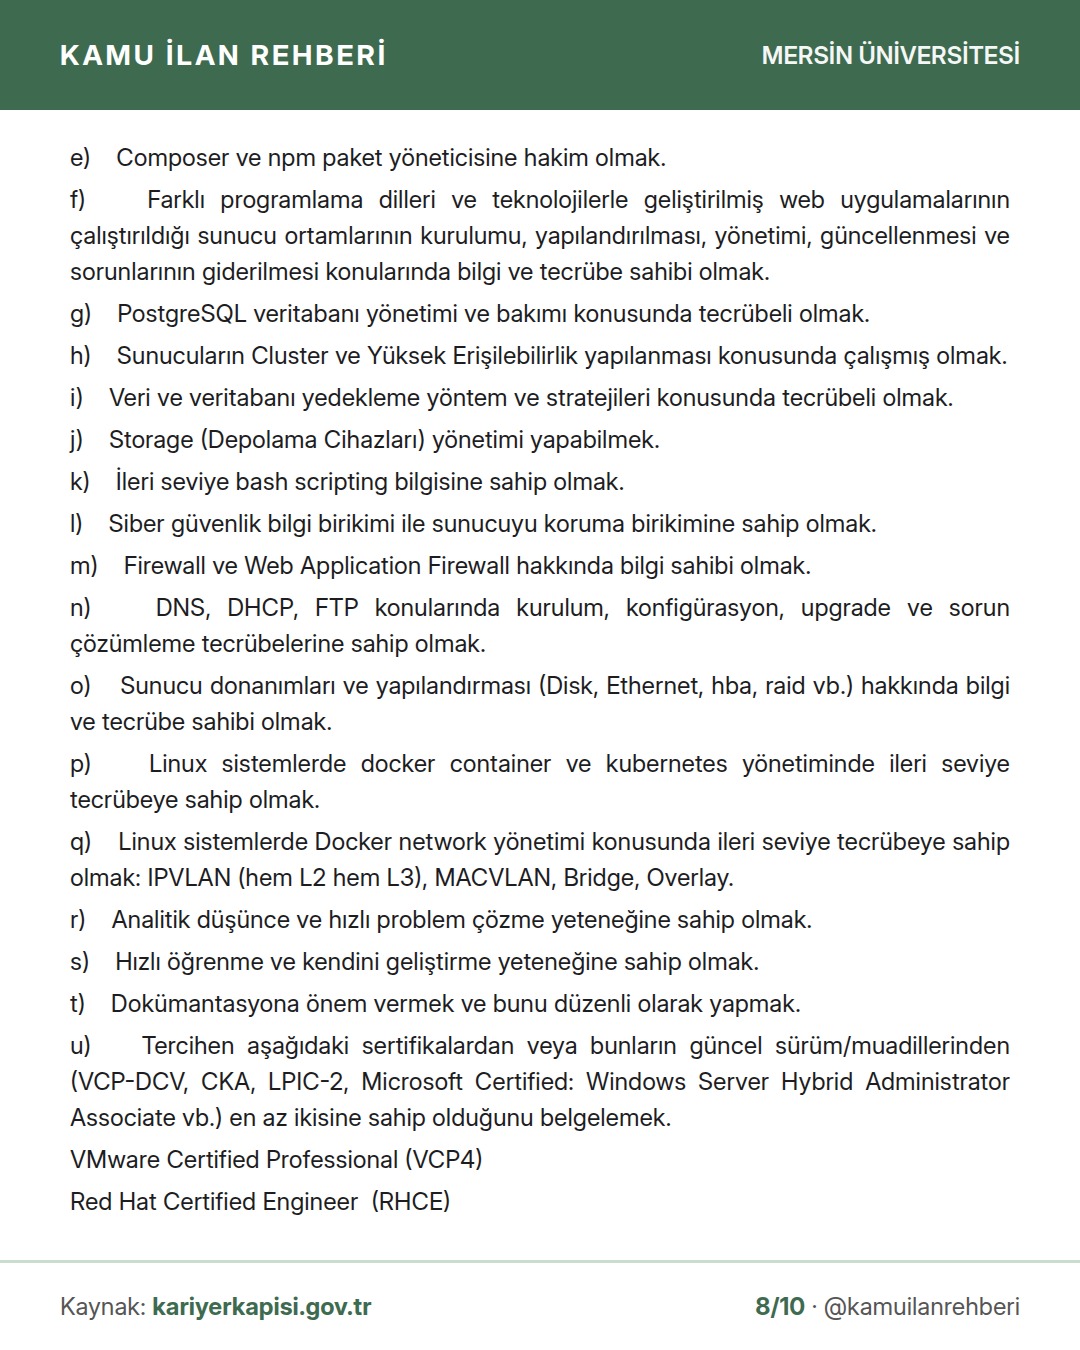 KAMU İLAN REHBERİ
MERSİN ÜNİVERSİTESİ
e) Composer ve npm paket yöneticisine hakim olmak.
f) Farklı programlama dilleri ve teknolojilerle geliştirilmiş web uygulamalarının
çalıştırıldığı sunucu ortamlarının kurulumu, yapılandırılması, yönetimi, güncellenmesi ve
sorunlarının giderilmesi konularında bilgi ve tecrübe sahibi olmak.
g) PostgreSQL veritabanı yönetimi ve bakımı konusunda tecrübeli olmak.
h) Sunucuların Cluster ve Yüksek Erişilebilirlik yapılanması konusunda çalışmış olmak.
i) Veri ve veritabanı yedekleme yöntem ve stratejileri konusunda tecrübeli olmak.
j) Storage (Depolama Cihazları) yönetimi yapabilmek.
k) İleri seviye bash scripting bilgisine sahip olmak.
l) Siber güvenlik bilgi birikimi ile sunucuyu koruma birikimine sahip olmak.
m) Firewall ve Web Application Firewall hakkında bilgi sahibi olmak.
n) DNS, DHCP, FTP konularında kurulum, konfigürasyon, upgrade ve sorun
çözümleme tecrübelerine sahip olmak.
o) Sunucu donanımları ve yapılandırması (Disk, Ethernet, hba, raid vb.) hakkında bilgi
ve tecrübe sahibi olmak.
p) Linux sistemlerde docker container ve kubernetes yönetiminde ileri seviye
tecrübeye sahip olmak.
q) Linux sistemlerde Docker network yönetimi konusunda ileri seviye tecrübeye sahip
olmak: IPVLAN (hem L2 hem L3), MACVLAN, Bridge, Overlay.
r) Analitik düşünce ve hızlı problem çözme yeteneğine sahip olmak.
s) Hızlı öğrenme ve kendini geliştirme yeteneğine sahip olmak.
t) Dokümantasyona önem vermek ve bunu düzenli olarak yapmak.
u) Tercihen aşağıdaki sertifikalardan veya bunların güncel sürüm/muadillerinden
(VCP-DCV, CKA, LPIC-2, Microsoft Certified: Windows Server Hybrid Administrator
Associate vb.) en az ikisine sahip olduğunu belgelemek.
VMware Certified Professional (VCP4)
Red Hat Certified Engineer (RHCE)
Kaynak: kariyerkapisi.gov.tr
8/10 · @kamuilanrehberi